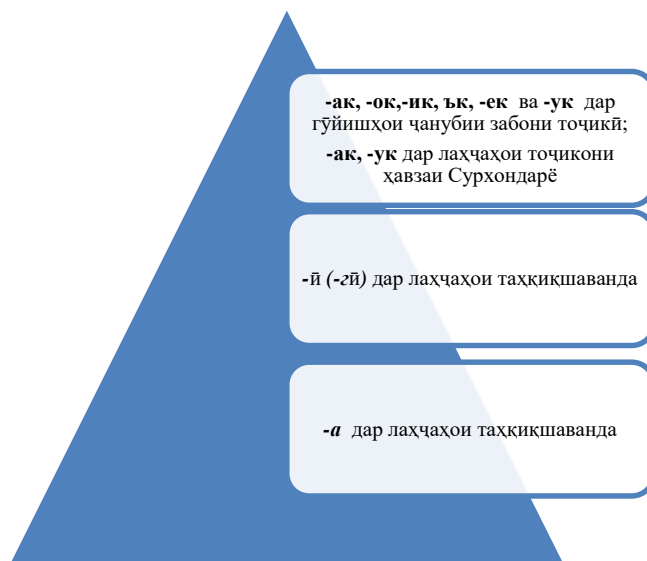 -ак, -ок,-ик, ък, -ек ва -ук дар
гӯйишҳои ҷанубии забони тоҷикӣ;
-ак, -ук дар лаҳҷаҳои тоҷикони
ҳавзаи Сурхондарё
-ӣ (-гӣ) дар лаҳҷаҳои таҳқиқшаванда
-а дар лаҳҷаҳои таҳқиқшаванда